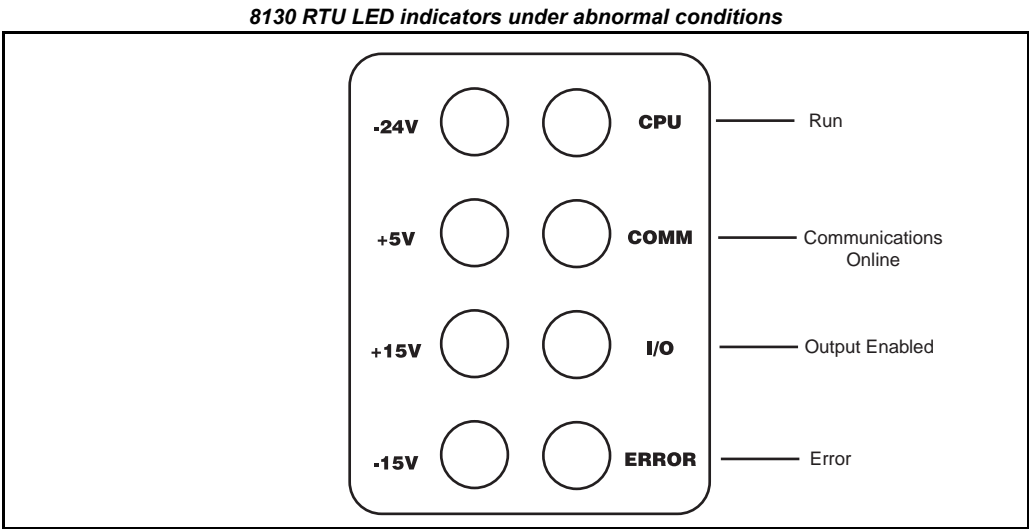 8130 RTU LED indicators under abnormal conditions
-24V CPU Run
+5V COMM Communications
Online
+15V I/O Output Enabled
-15V ERROR Error